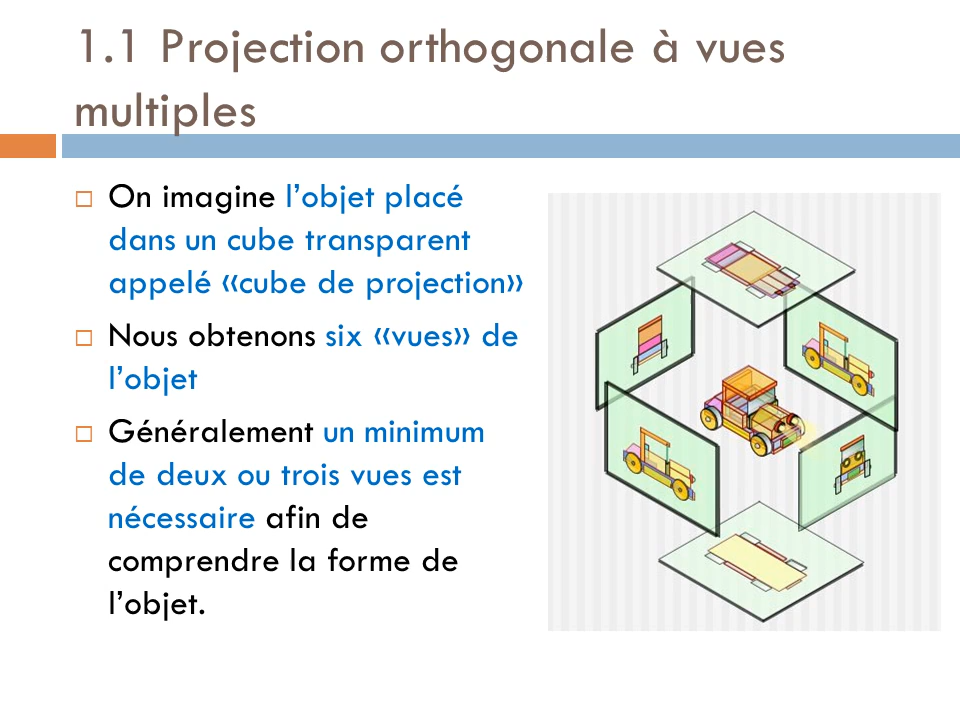 1.1 Projection orthogonale à vues
multiples
On imagine l’objet placé
dans un cube transparent
appelé «cube de projection»
Nous obtenons six «vues» de
l’objet
Généralement un minimum
de deux ou trois vues est
nécessaire afin de
comprendre la forme de
l’objet.